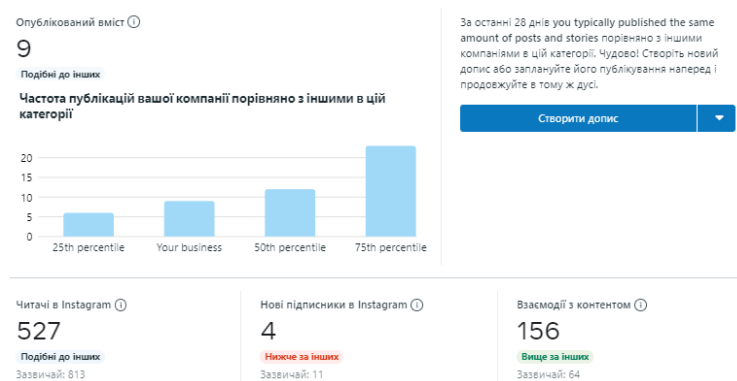 Опублікований вміст
9
Подібні до інших
Частота публікацій вашої компанії порівняно з іншими в цій
категорії
20
15
10
5
0
25th percentile
Your business
50th percentile
75th percentile
За останні 28 днів you typically published the same
amount of posts and stories порівняно з іншими
компаніями в цій категорії. Чудово! Створіть новий
допис або заплануйте його публікування наперед і
продовжуйте в тому ж дусі.
Створити допис
Читачі в Instagram
527
Подібні до інших
Зазвичай: 813
Нові підписники в Instagram
4
Нижче за інших
Зазвичай: 11
Взаємодії з контентом
156
Вище за інших
Зазвичай: 64